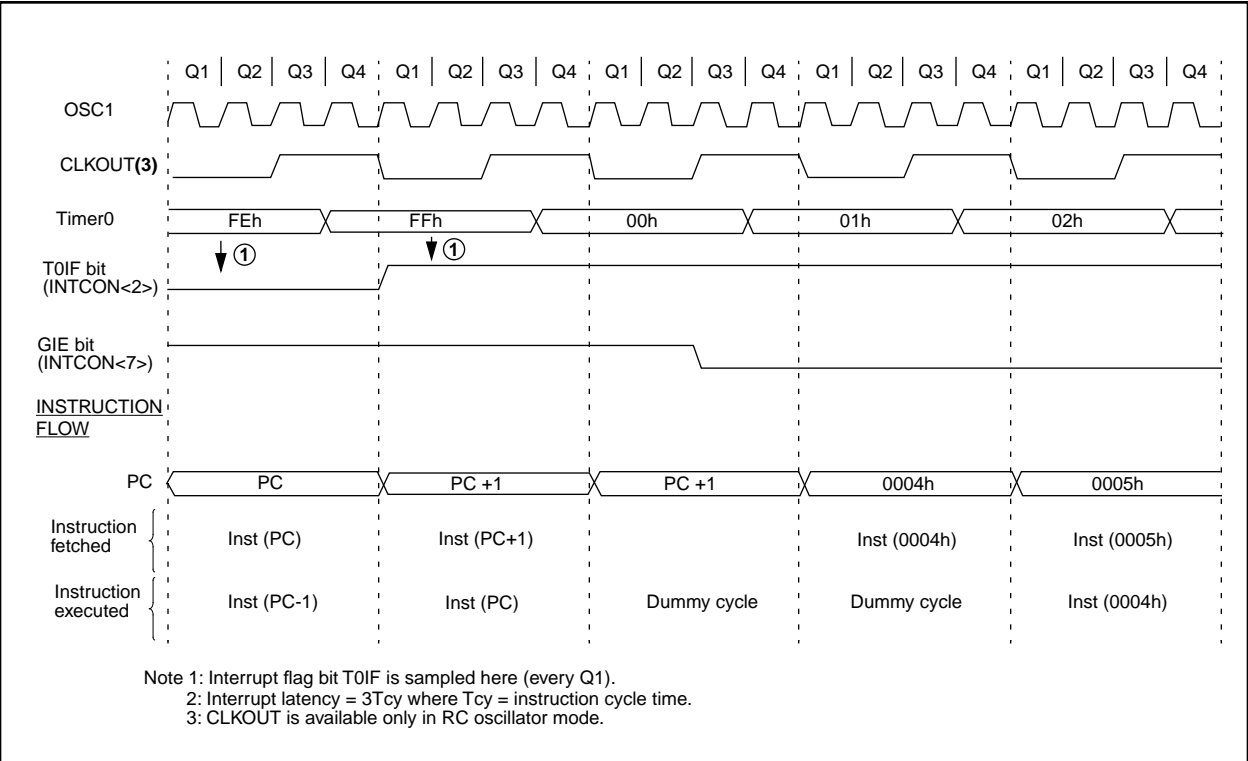 Q1 Q2 Q3 Q4 Q1 Q2 Q3 Q4 Q1 Q2 Q3 Q4 Q1 Q2 Q3 Q4 Q1 Q2 Q3 Q4
OSC1
CLKOUT(3)
Timer0 FEh FFh 00h 01h 02h
1 1
T0IF bit
(INTCON<2>)
GIE bit
(INTCON<7>)
INSTRUCTION
FLOW
PC PC PC +1 PC +1 0004h 0005h
Instruction
fetched
Inst (PC) Inst (PC+1) Inst (0004h) Inst (0005h)
Instruction
executed
Inst (PC-1) Inst (PC) Dummy cycle Dummy cycle Inst (0004h)
Note 1: Interrupt flag bit T0IF is sampled here (every Q1).
2: Interrupt latency = 3Tcy where Tcy = instruction cycle time.
3: CLKOUT is available only in RC oscillator mode.